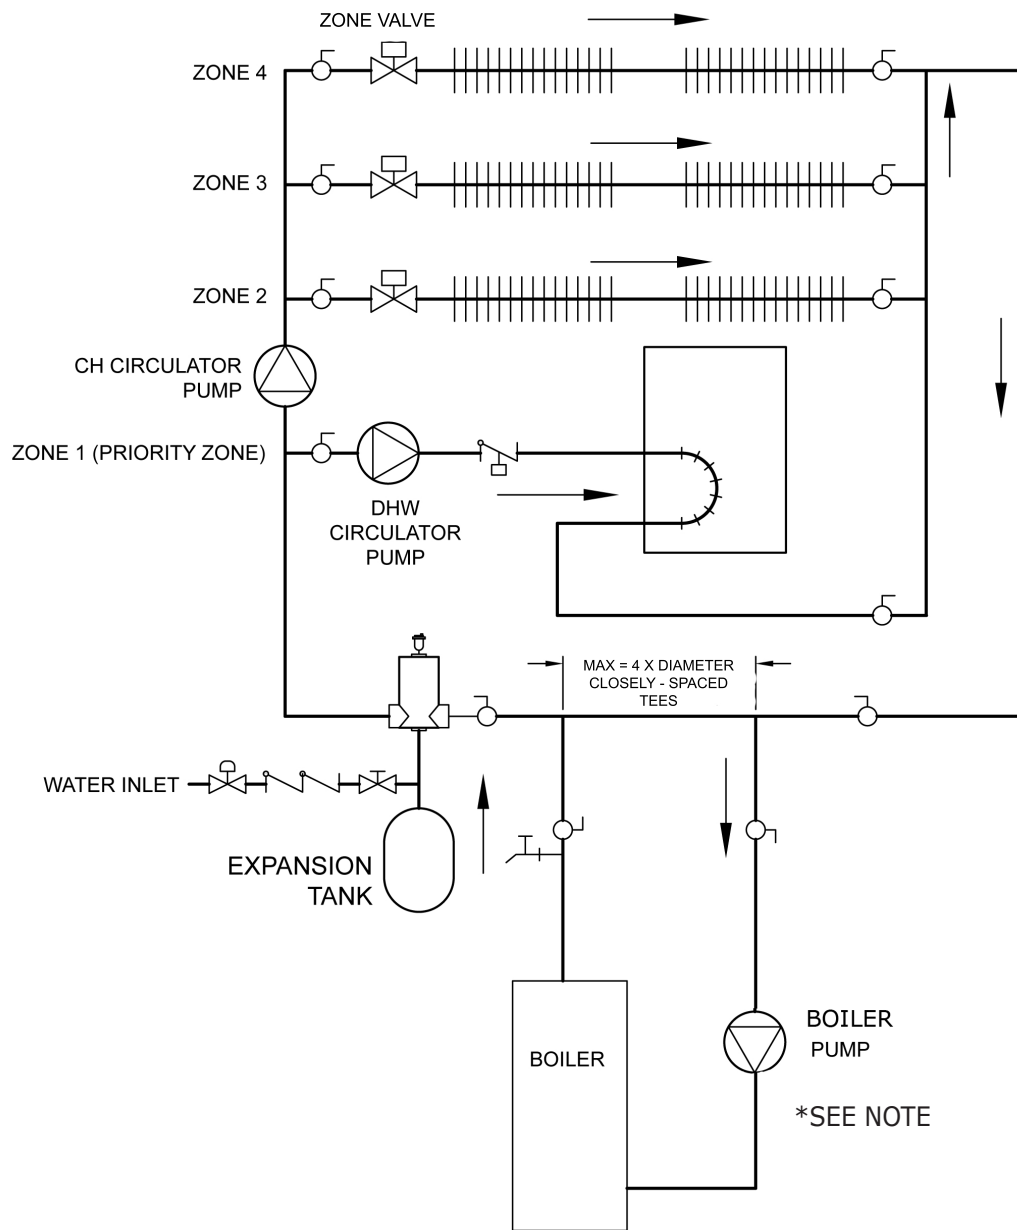 ZONE VALVE
ZONE 4
ZONE 3
ZONE 2
CH CIRCULATOR
PUMP
ZONE 1 (PRIORITY ZONE)
DHW
CIRCULATOR
PUMP
MAX = 4 X DIAMETER
CLOSELY - SPACED
TEES
WATER INLET
EXPANSION
TANK
BOILER
BOILER
PUMP
*SEE NOTE